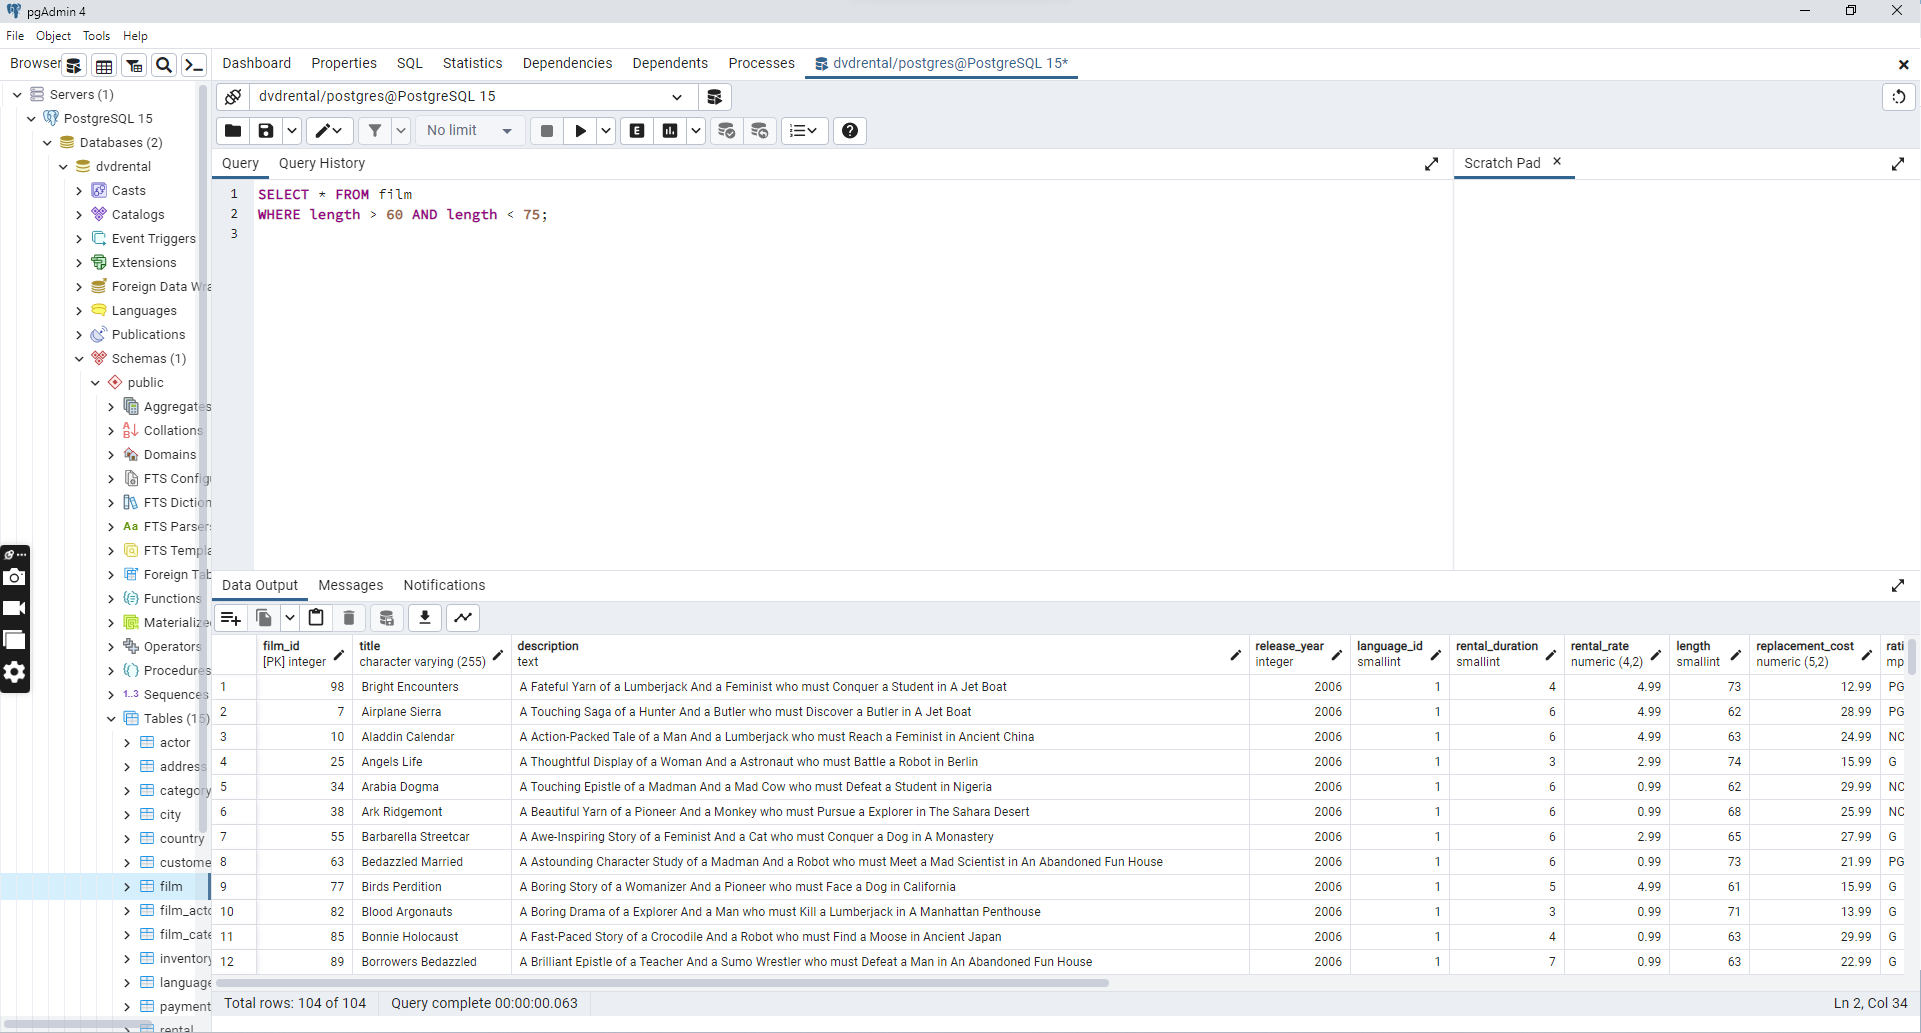 pgAdmin 4
File Object Tools Help
Browser
Dashboard Properties SQL Statistics Dependencies Dependents Processes dvdrental/postgres@PostgreSQL 15*
Servers (1)
PostgreSQL 15
Databases (2)
dvdrental
Casts
Catalogs
Event Triggers
Extensions
Foreign Data Wra
Languages
Publications
Schemas (1)
public
Aggregates
Collations
Domains
FTS Config
FTS Diction
FTS Parsers
FTS Templa
Foreign Tab
Functions
Materialize
Operators
Procedures
1..3 Sequences
Tables (15)
actor
address
category
city
country
custome
film
film_acto
film_cate
inventory
language
payment
rental
dvdrental/postgres@PostgreSQL 15
No limit
E
Query Query History
Scratch Pad
1 SELECT * FROM film
2 WHERE length > 60 AND length < 75;
3
Data Output Messages Notifications
film_id title description release_year language_id rental_duration rental_rate length replacement_cost rati
[PK] integer character varying (255) text integer smallint smallint numeric (4,2) smallint numeric (5,2) mp
1 98 Bright Encounters A Fateful Yarn of a Lumberjack And a Feminist who must Conquer a Student in A Jet Boat 2006 1 4 4.99 73 12.99 PG
2 7 Airplane Sierra A Touching Saga of a Hunter And a Butler who must Discover a Butler in A Jet Boat 2006 1 6 4.99 62 28.99 PG
3 10 Aladdin Calendar A Action-Packed Tale of a Man And a Lumberjack who must Reach a Feminist in Ancient China 2006 1 6 4.99 63 24.99 NC
4 25 Angels Life A Thoughtful Display of a Woman And a Astronaut who must Battle a Robot in Berlin 2006 1 3 2.99 74 15.99 G
5 34 Arabia Dogma A Touching Epistle of a Madman And a Mad Cow who must Defeat a Student in Nigeria 2006 1 6 0.99 62 29.99 NC
6 38 Ark Ridgemont A Beautiful Yarn of a Pioneer And a Monkey who must Pursue a Explorer in The Sahara Desert 2006 1 6 0.99 68 25.99 NC
7 55 Barbarella Streetcar A Awe-Inspiring Story of a Feminist And a Cat who must Conquer a Dog in A Monastery 2006 1 6 2.99 65 27.99 G
8 63 Bedazzled Married A Astounding Character Study of a Madman And a Robot who must Meet a Mad Scientist in An Abandoned Fun House 2006 1 6 0.99 73 21.99 PG
9 77 Birds Perdition A Boring Story of a Womanizer And a Pioneer who must Face a Dog in California 2006 1 5 4.99 61 15.99 G
10 82 Blood Argonauts A Boring Drama of a Explorer And a Man who must Kill a Lumberjack in A Manhattan Penthouse 2006 1 3 0.99 71 13.99 G
11 85 Bonnie Holocaust A Fast-Paced Story of a Crocodile And a Robot who must Find a Moose in Ancient Japan 2006 1 4 0.99 63 29.99 G
12 89 Borrowers Bedazzled A Brilliant Epistle of a Teacher And a Sumo Wrestler who must Defeat a Man in An Abandoned Fun House 2006 1 7 0.99 63 22.99 G
Total rows: 104 of 104 Query complete 00:00:00.063 Ln 2, Col 34